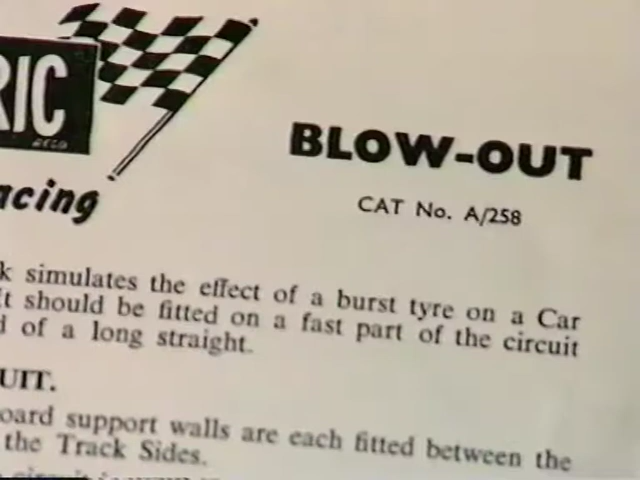 RIC
REGD
acing
BLOW-OUT
CAT No. A/258
k simulates the effect of a burst tyre on a Car
It should be fitted on a fast part of the circuit
d of a long straight.
UIT.
oard support walls are each fitted between the
the Track Sides.